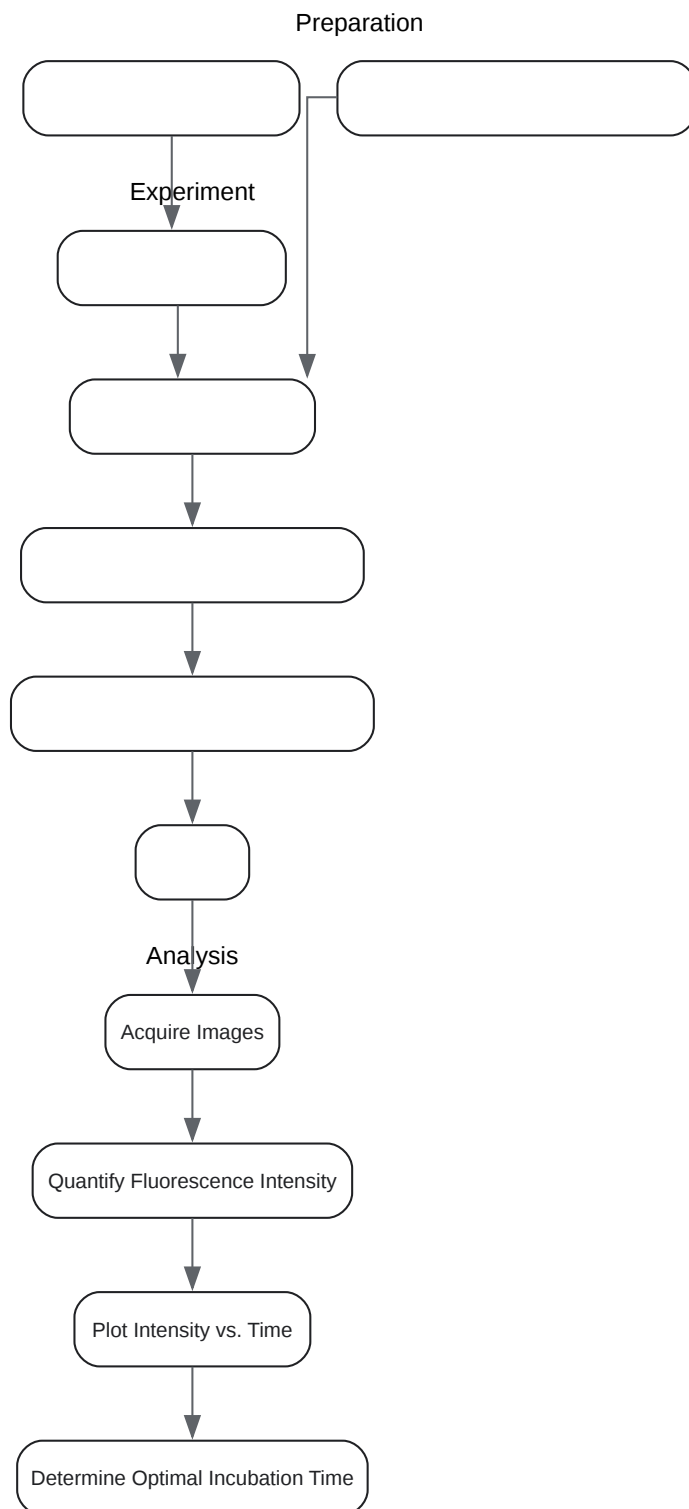 Preparation
Experiment
Analysis
Acquire Images
Quantify Fluorescence Intensity
Plot Intensity vs. Time
Determine Optimal Incubation Time